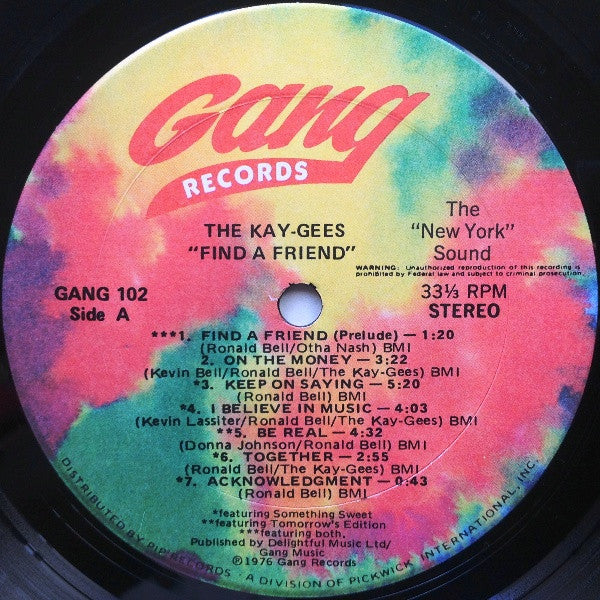 Gang
RECORDS
THE KAY-GEES
"FIND A FRIEND"
The
"New York"
Sound
WARNING: Unauthorized reproduction of this recording is
prohibited by Federal law and subject to criminal prosecution.
GANG 102
Side A
33⅓ RPM
STEREO
***1. FIND A FRIEND (Prelude) — 1:20
(Ronald Bell/Otha Nash) BMI
2. ON THE MONEY — 3:22
(Kevin Bell/Ronald Bell/The Kay-Gees) BMI
*3. KEEP ON SAYING — 5:20
(Ronald Bell) BMI
*4. I BELIEVE IN MUSIC — 4:03
(Kevin Lassiter/Ronald Bell/The Kay-Gees) BMI
**5. BE REAL — 4:32
(Donna Johnson/Ronald Bell) BMI
*6. TOGETHER — 2:55
(Ronald Bell/The Kay-Gees) BMI
*7. ACKNOWLEDGMENT — 0:43
(Ronald Bell) BMI
*featuring Something Sweet
**featuring Tomorrow's Edition
***featuring both.
Published by Delightful Music Ltd/
Gang Music
℗1976 Gang Records
DISTRIBUTED BY PIP RECORDS • A DIVISION OF PICKWICK INTERNATIONAL, INC.